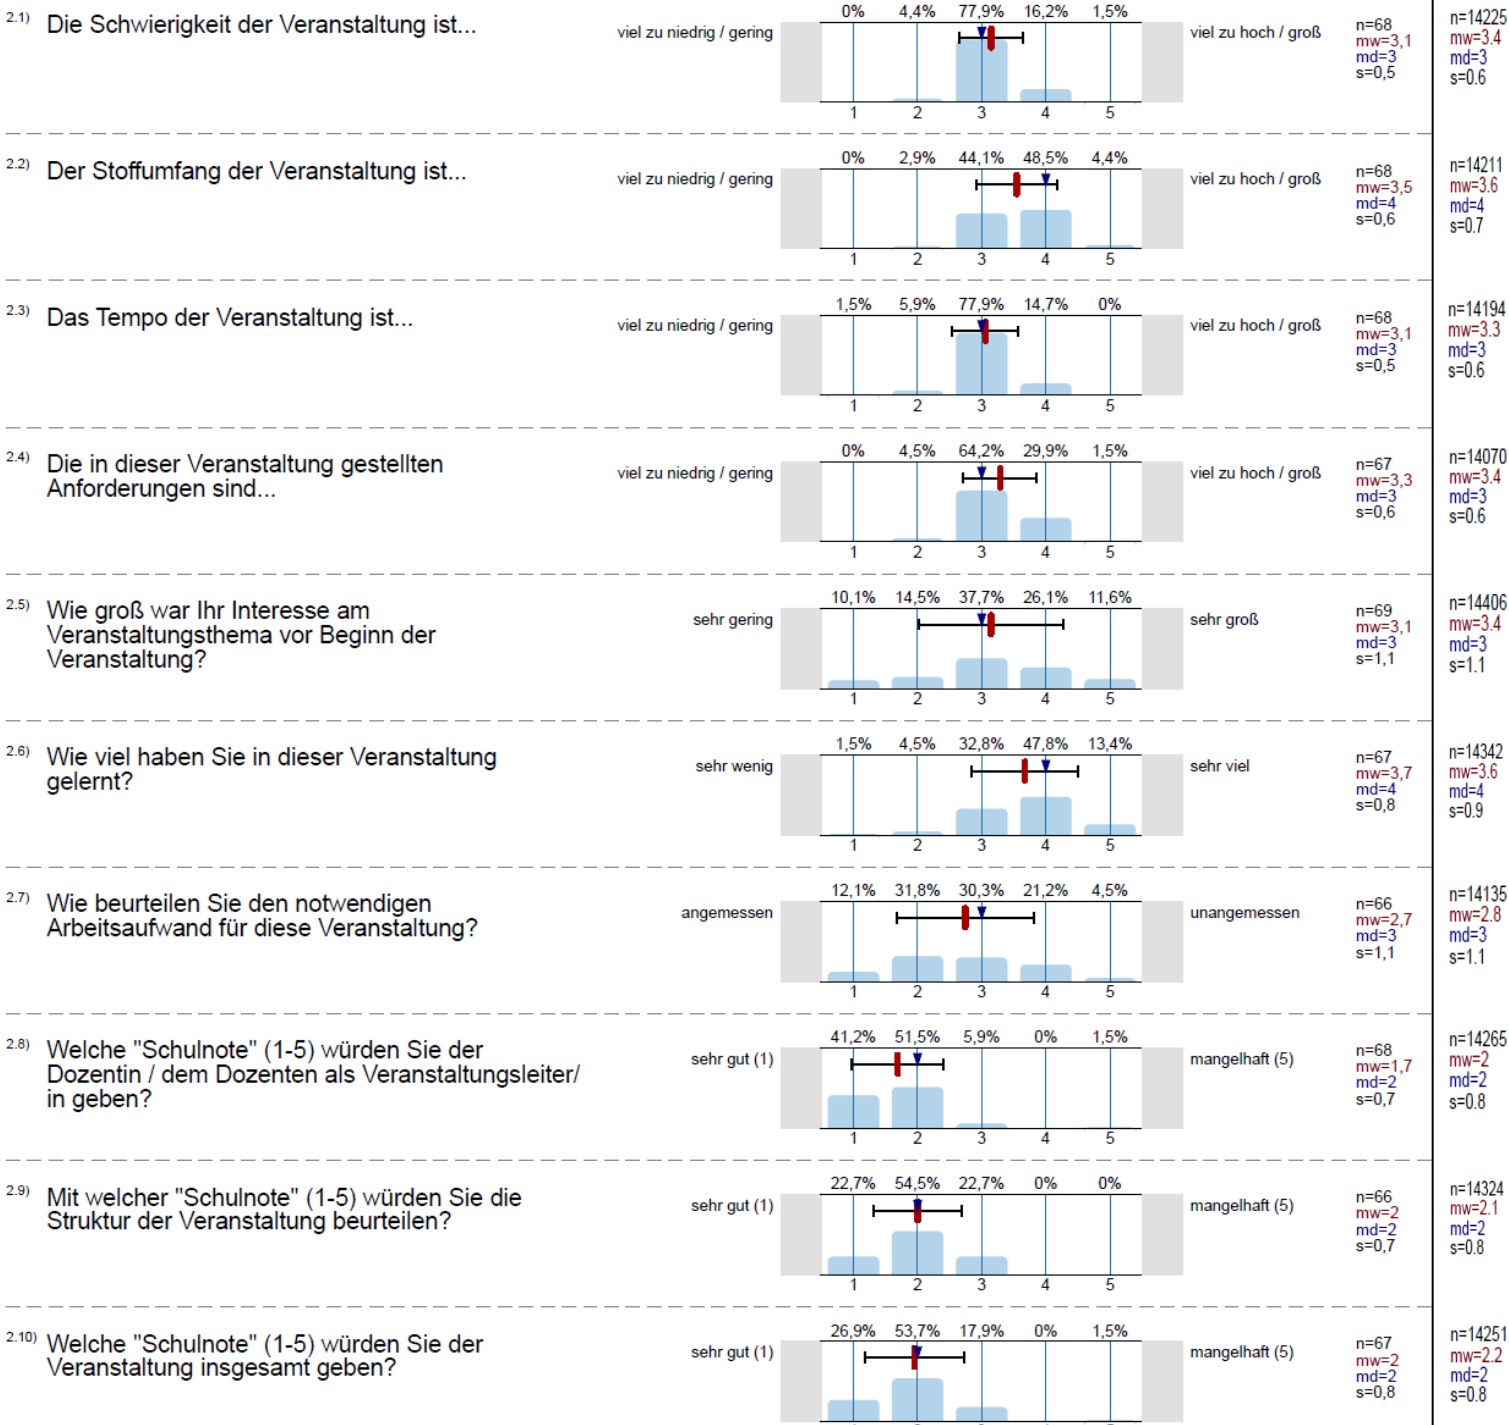 2.1) Die Schwierigkeit der Veranstaltung ist...
viel zu niedrig / gering
0% 4,4% 77,9% 16,2% 1,5%
1 2 3 4 5
viel zu hoch / groß
n=68
mw=3,1
md=3
s=0,5
n=14225
mw=3.4
md=3
s=0.6
2.2) Der Stoffumfang der Veranstaltung ist...
viel zu niedrig / gering
0% 2,9% 44,1% 48,5% 4,4%
1 2 3 4 5
viel zu hoch / groß
n=68
mw=3,5
md=4
s=0,6
n=14211
mw=3.6
md=4
s=0.7
2.3) Das Tempo der Veranstaltung ist...
viel zu niedrig / gering
1,5% 5,9% 77,9% 14,7% 0%
1 2 3 4 5
viel zu hoch / groß
n=68
mw=3,1
md=3
s=0,5
n=14194
mw=3.3
md=3
s=0.6
2.4) Die in dieser Veranstaltung gestellten
Anforderungen sind...
viel zu niedrig / gering
0% 4,5% 64,2% 29,9% 1,5%
1 2 3 4 5
viel zu hoch / groß
n=67
mw=3,3
md=3
s=0,6
n=14070
mw=3.4
md=3
s=0.6
2.5) Wie groß war Ihr Interesse am
Veranstaltungsthema vor Beginn der
Veranstaltung?
sehr gering
10,1% 14,5% 37,7% 26,1% 11,6%
1 2 3 4 5
sehr groß
n=69
mw=3,1
md=3
s=1,1
n=14406
mw=3.4
md=3
s=1.1
2.6) Wie viel haben Sie in dieser Veranstaltung
gelernt?
sehr wenig
1,5% 4,5% 32,8% 47,8% 13,4%
1 2 3 4 5
sehr viel
n=67
mw=3,7
md=4
s=0,8
n=14342
mw=3.6
md=4
s=0.9
2.7) Wie beurteilen Sie den notwendigen
Arbeitsaufwand für diese Veranstaltung?
angemessen
12,1% 31,8% 30,3% 21,2% 4,5%
1 2 3 4 5
unangemessen
n=66
mw=2,7
md=3
s=1,1
n=14135
mw=2.8
md=3
s=1.1
2.8) Welche "Schulnote" (1-5) würden Sie der
Dozentin / dem Dozenten als Veranstaltungsleiter/
in geben?
sehr gut (1)
41,2% 51,5% 5,9% 0% 1,5%
1 2 3 4 5
mangelhaft (5)
n=68
mw=1,7
md=2
s=0,7
n=14265
mw=2
md=2
s=0.8
2.9) Mit welcher "Schulnote" (1-5) würden Sie die
Struktur der Veranstaltung beurteilen?
sehr gut (1)
22,7% 54,5% 22,7% 0% 0%
1 2 3 4 5
mangelhaft (5)
n=66
mw=2
md=2
s=0,7
n=14324
mw=2.1
md=2
s=0.8
2.10) Welche "Schulnote" (1-5) würden Sie der
Veranstaltung insgesamt geben?
sehr gut (1)
26,9% 53,7% 17,9% 0% 1,5%
mangelhaft (5)
n=67
mw=2
md=2
s=0,8
n=14251
mw=2.2
md=2
s=0.8